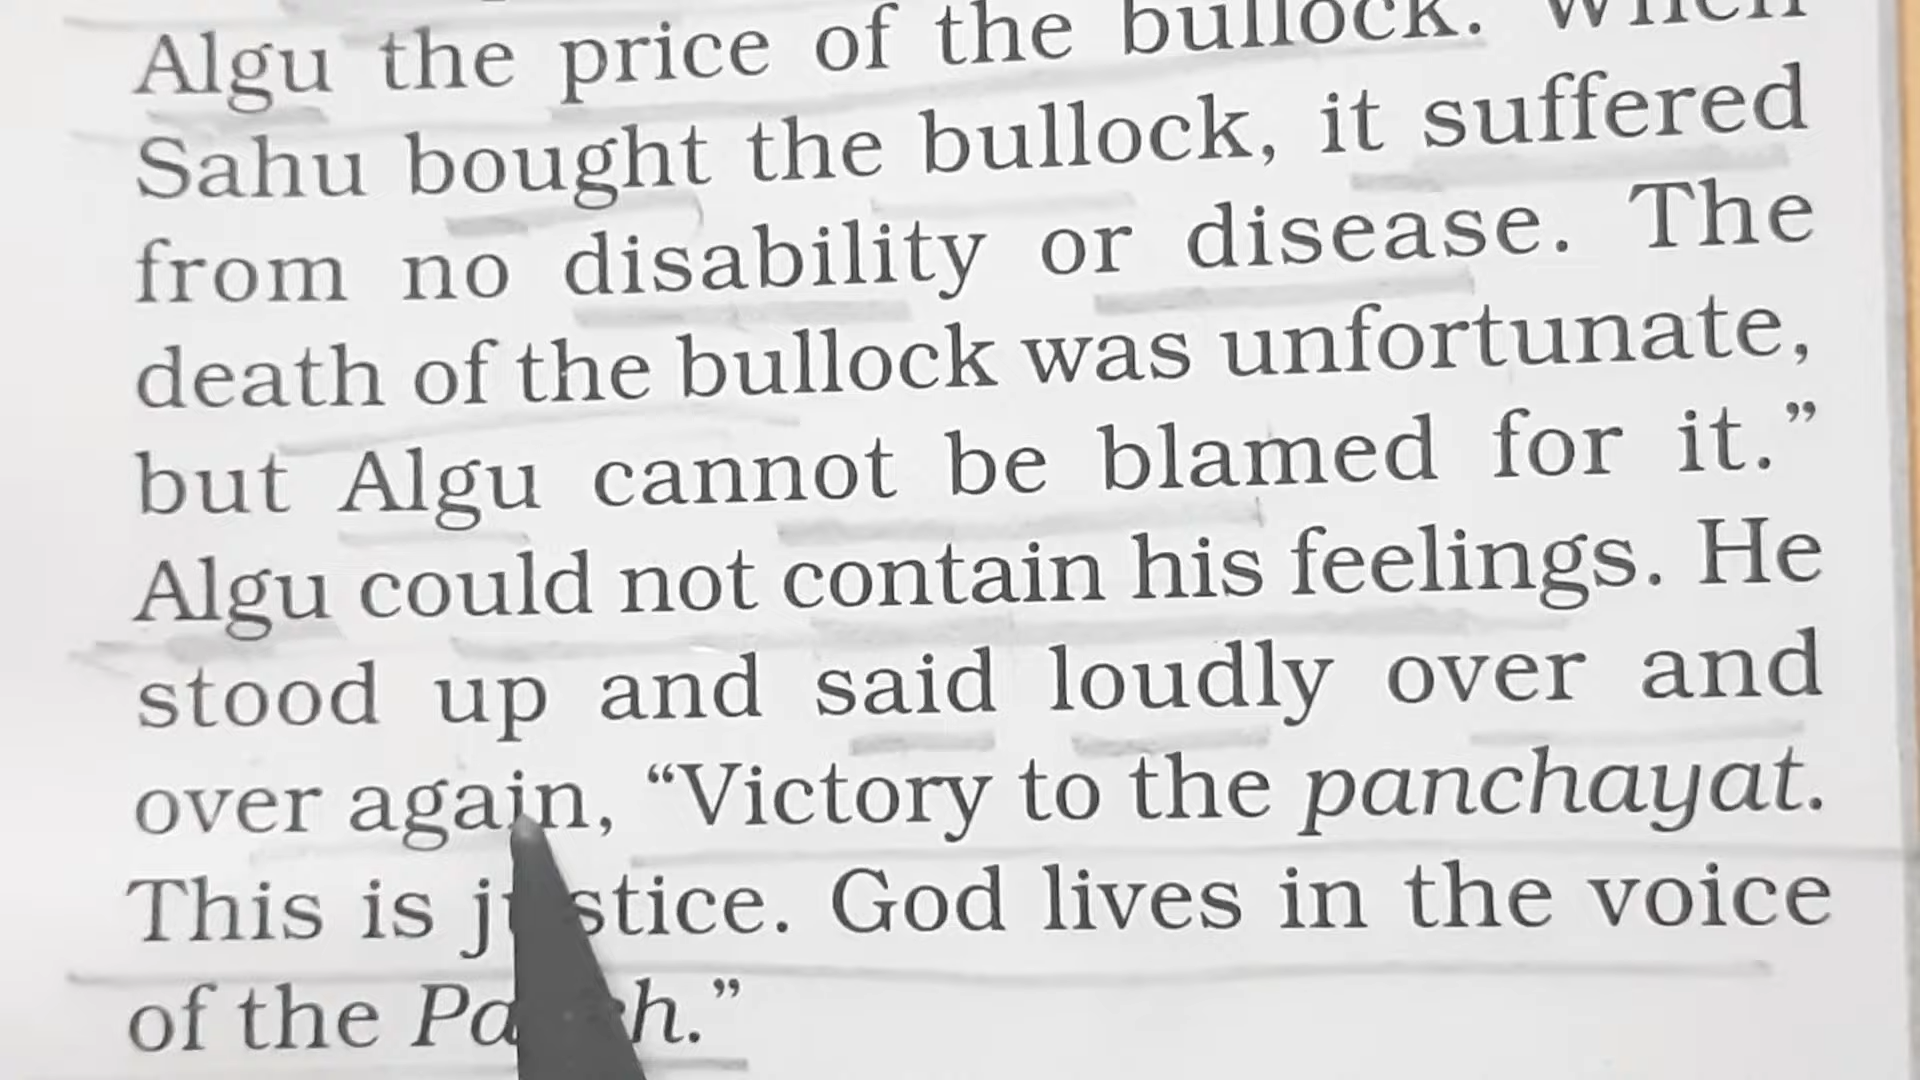 Algu the price of the bullock. When
Sahu bought the bullock, it suffered
from no disability or disease. The
death of the bullock was unfortunate,
but Algu cannot be blamed for it.”
Algu could not contain his feelings. He
stood up and said loudly over and
over again, “Victory to the panchayat.
This is justice. God lives in the voice
of the Panch.”